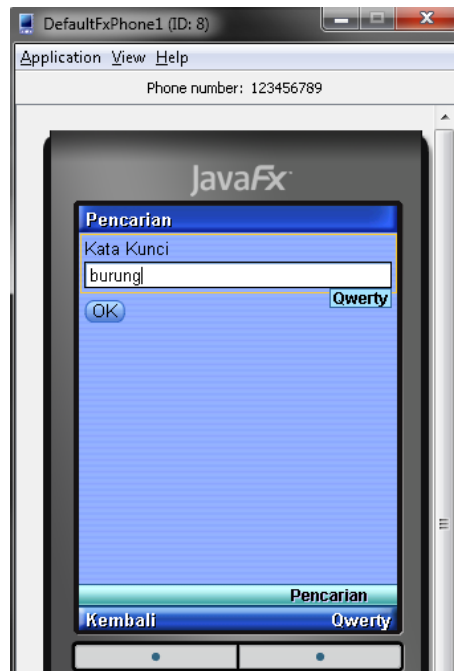 DefaultFxPhone1 (ID: 8)
Application View Help
Phone number: 123456789
JavaFx
Pencarian
Kata Kunci
burung
Qwerty
OK
Pencarian
Kembali Qwerty